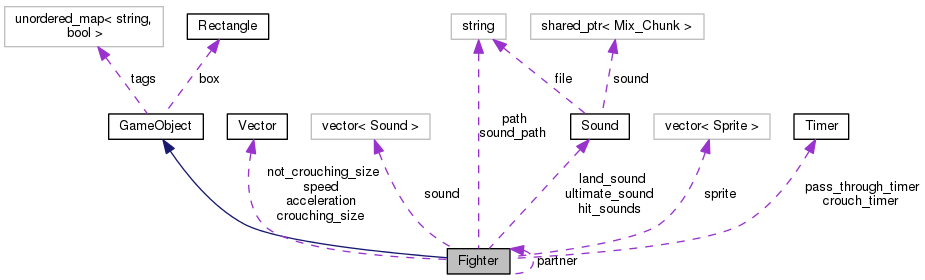 unordered_map< string,
bool >
Rectangle
string
shared_ptr< Mix_Chunk >
tags
box
file
sound
GameObject
Vector
vector< Sound >
path
sound_path
Sound
vector< Sprite >
Timer
not_crouching_size
speed
acceleration
crouching_size
sound
land_sound
ultimate_sound
hit_sounds
sprite
pass_through_timer
crouch_timer
Fighter
partner